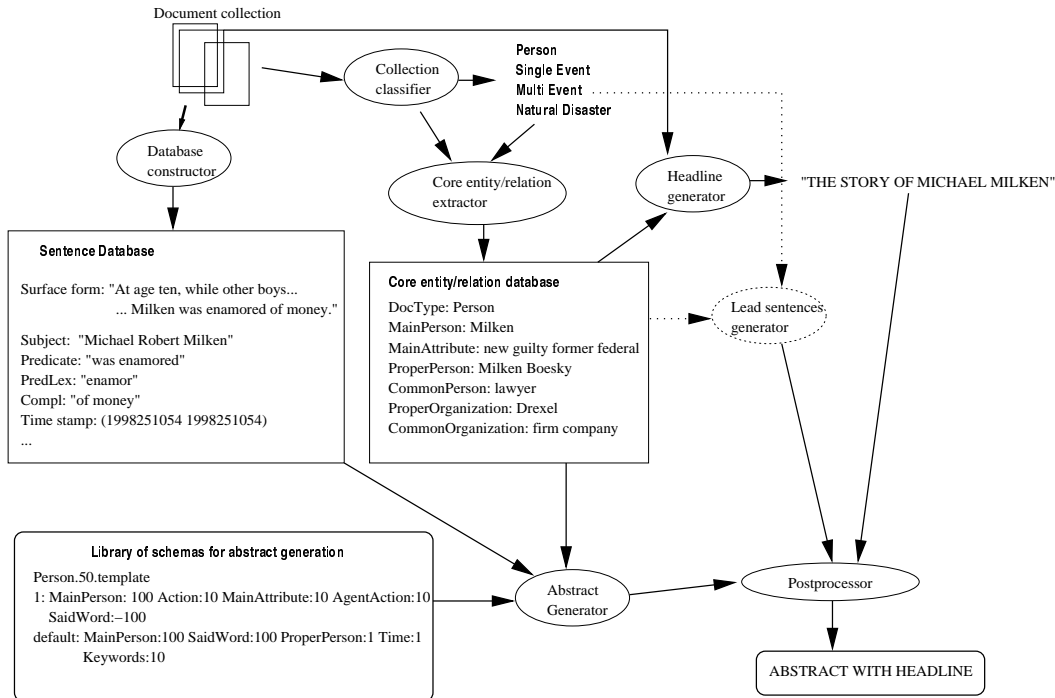 Document collection
Collection
classifier
Person
Single Event
Multi Event
Natural Disaster
Database
constructor
Core entity/relation
extractor
Headline
generator
"THE STORY OF MICHAEL MILKEN"
Sentence Database
Surface form: "At age ten, while other boys...
... Milken was enamored of money."
Subject: "Michael Robert Milken"
Predicate: "was enamored"
PredLex: "enamor"
Compl: "of money"
Time stamp: (1998251054 1998251054)
...
Core entity/relation database
DocType: Person
MainPerson: Milken
MainAttribute: new guilty former federal
ProperPerson: Milken Boesky
CommonPerson: lawyer
ProperOrganization: Drexel
CommonOrganization: firm company
Lead sentences
generator
Library of schemas for abstract generation
Person.50.template
1: MainPerson: 100 Action:10 MainAttribute:10 AgentAction:10
SaidWord:−100
default: MainPerson:100 SaidWord:100 ProperPerson:1 Time:1
Keywords:10
Abstract
Generator
Postprocessor
ABSTRACT WITH HEADLINE